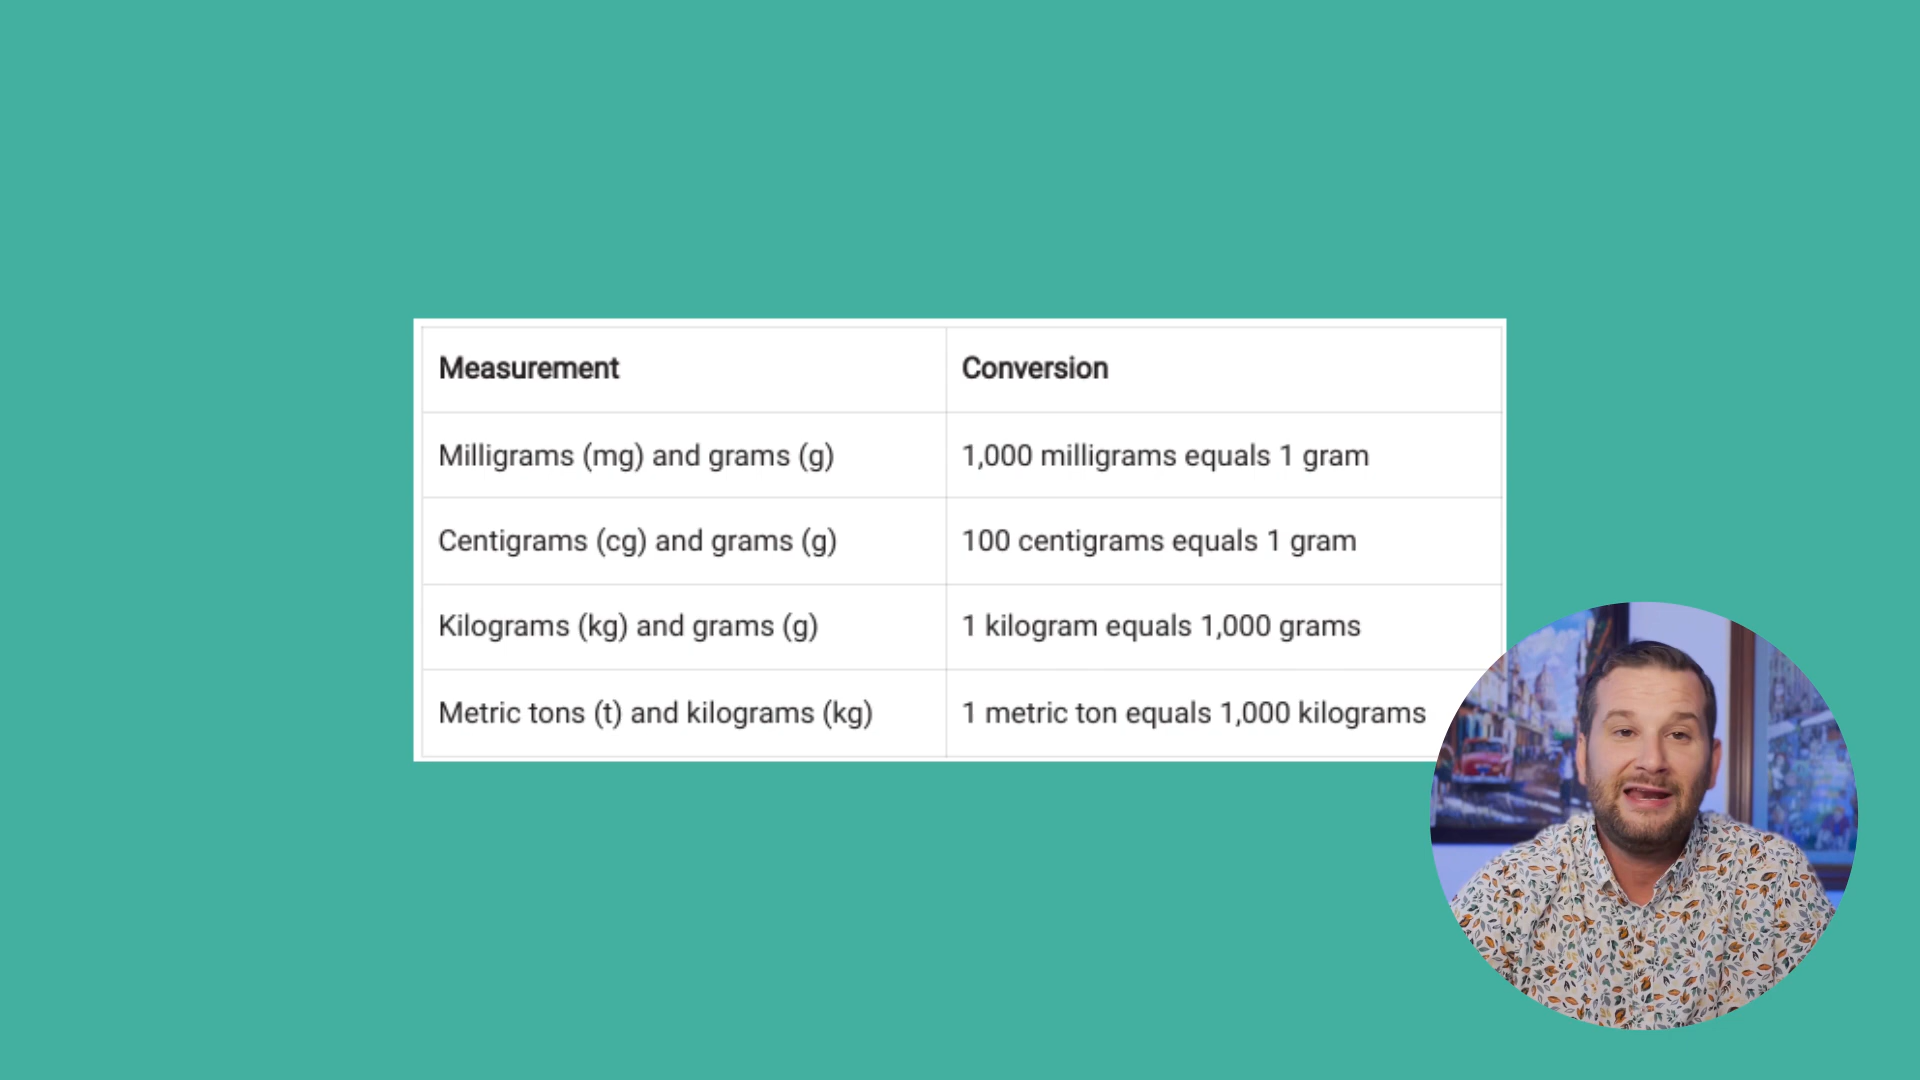 Measurement
Conversion
Milligrams (mg) and grams (g)
1,000 milligrams equals 1 gram
Centigrams (cg) and grams (g)
100 centigrams equals 1 gram
Kilograms (kg) and grams (g)
1 kilogram equals 1,000 grams
Metric tons (t) and kilograms (kg)
1 metric ton equals 1,000 kilograms